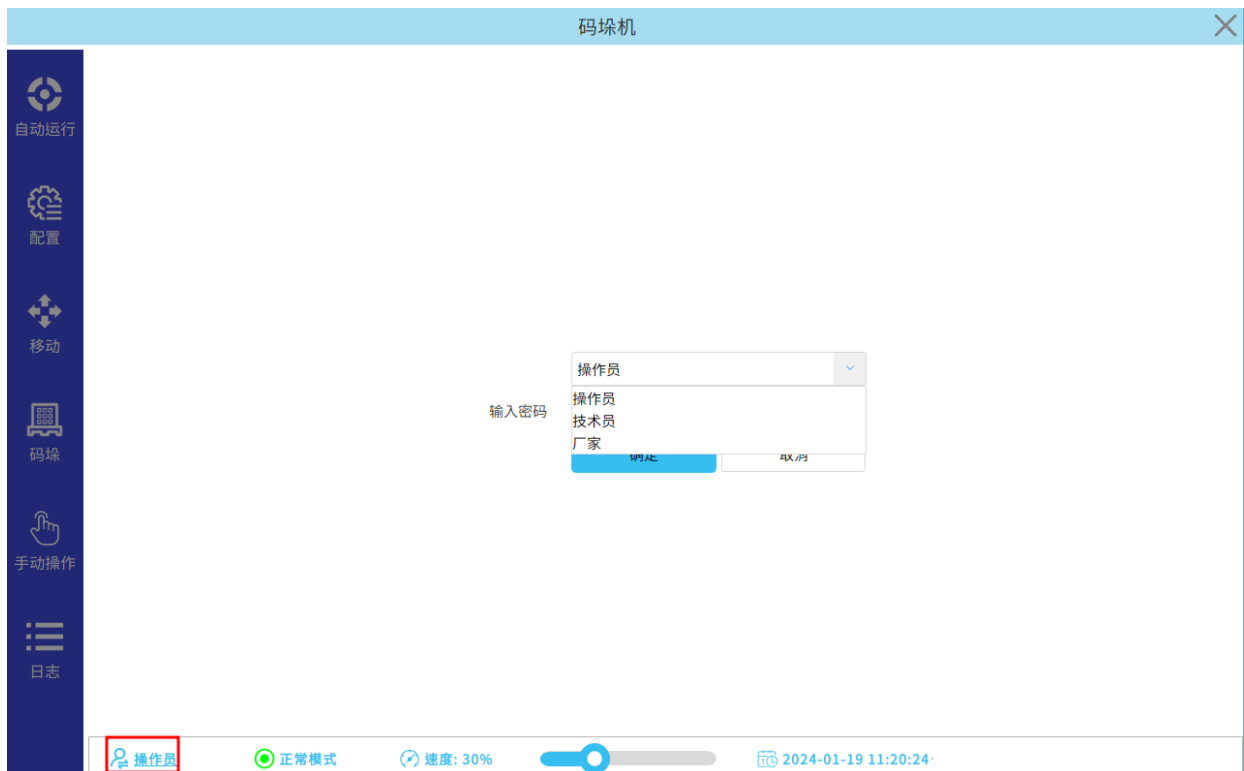 码垛机
自动运行
配置
移动
码垛
手动操作
日志
操作员
输入密码
操作员
技术员
厂家
确定
取消
操作员
正常模式
速度: 30%
2024-01-19 11:20:24